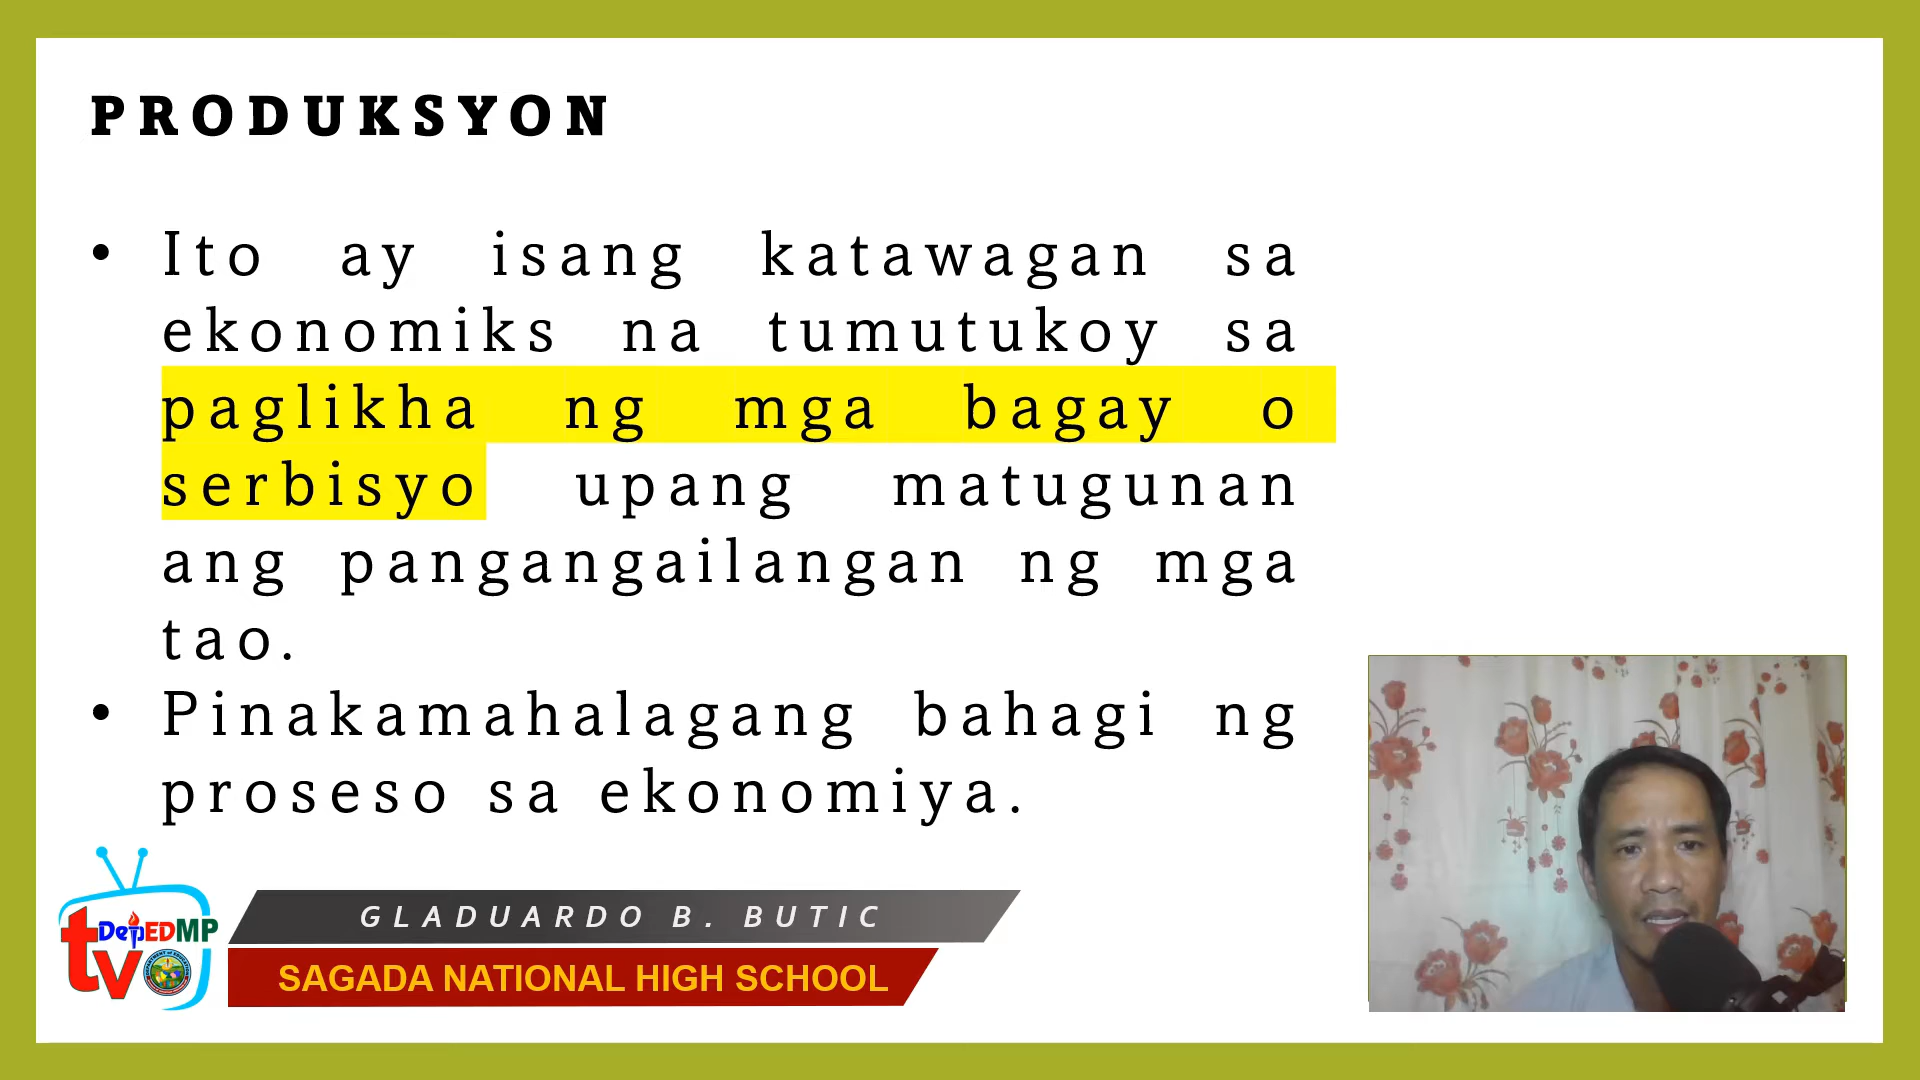 PRODUKSYON
• Ito ay isang katawagan sa
ekonomiks na tumutukoy sa
paglikha ng mga bagay o
serbisyo upang matugunan
ang pangangailangan ng mga
tao.
• Pinakamahalagang bahagi ng
proseso sa ekonomiya.
GLADUARDO B. BUTIC
SAGADA NATIONAL HIGH SCHOOL
DepEDMP
tv